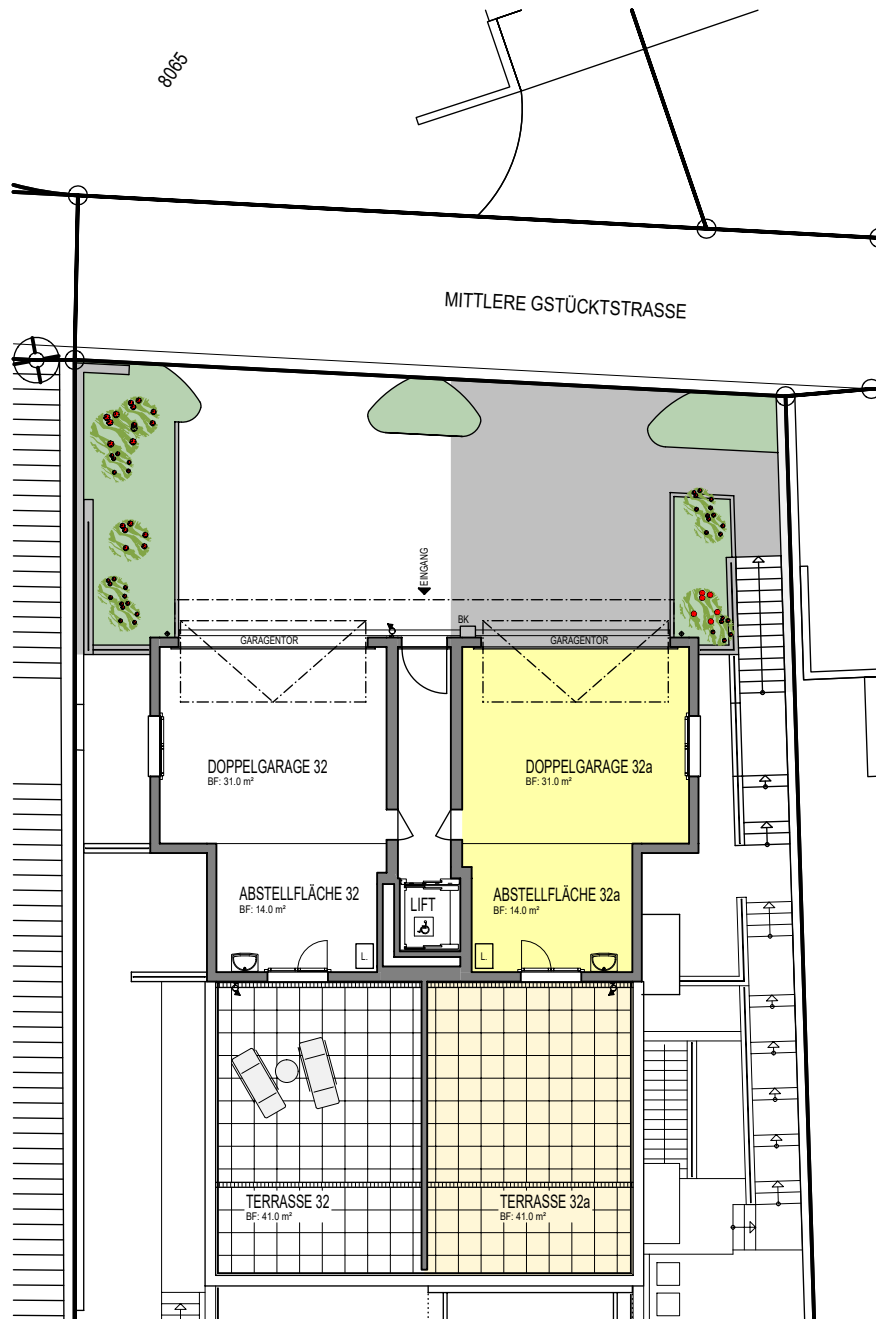 8065
MITTLERE GSTÜCKTSTRASSE
EINGANG
BK
GARAGENTOR
GARAGENTOR
DOPPELGARAGE 32
BF: 31.0 m²
DOPPELGARAGE 32a
BF: 31.0 m²
ABSTELLFLÄCHE 32
BF: 14.0 m²
LIFT
ABSTELLFLÄCHE 32a
BF: 14.0 m²
L.
L.
TERRASSE 32
BF: 41.0 m²
TERRASSE 32a
BF: 41.0 m²